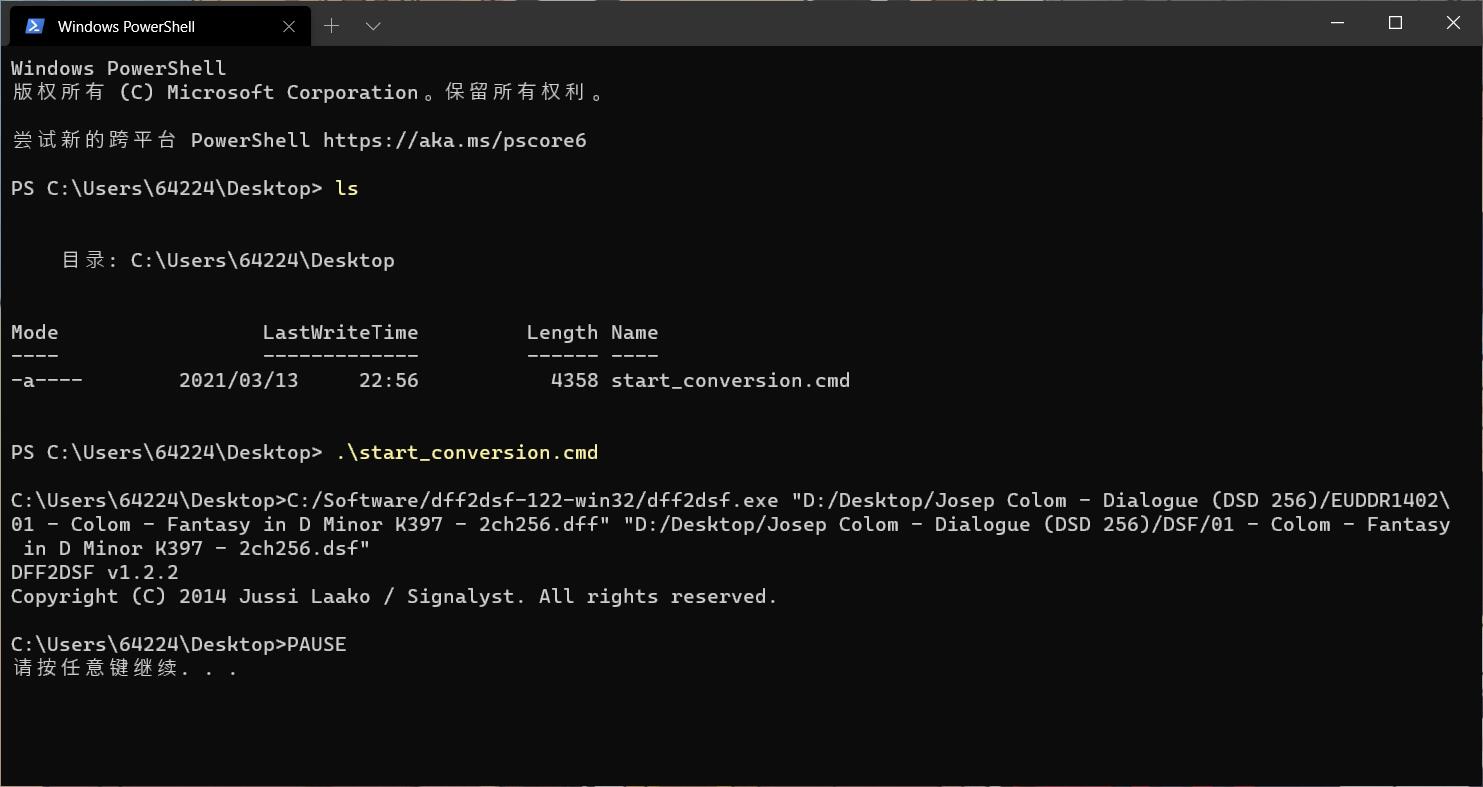 Windows PowerShell
Windows PowerShell
版权所有 (C) Microsoft Corporation。保留所有权利。
尝试新的跨平台 PowerShell https://aka.ms/pscore6
PS C:\Users\64224\Desktop> ls
目录: C:\Users\64224\Desktop
Mode                 LastWriteTime         Length Name
----                 -------------         ------ ----
-a----        2021/03/13     22:56           4358 start_conversion.cmd
PS C:\Users\64224\Desktop> .\start_conversion.cmd
C:\Users\64224\Desktop>C:/Software/dff2dsf-122-win32/dff2dsf.exe "D:/Desktop/Josep Colom - Dialogue (DSD 256)/EUDDR1402\
01 - Colom - Fantasy in D Minor K397 - 2ch256.dff" "D:/Desktop/Josep Colom - Dialogue (DSD 256)/DSF/01 - Colom - Fantasy
 in D Minor K397 - 2ch256.dsf"
DFF2DSF v1.2.2
Copyright (C) 2014 Jussi Laako / Signalyst. All rights reserved.
C:\Users\64224\Desktop>PAUSE
请按任意键继续. . .